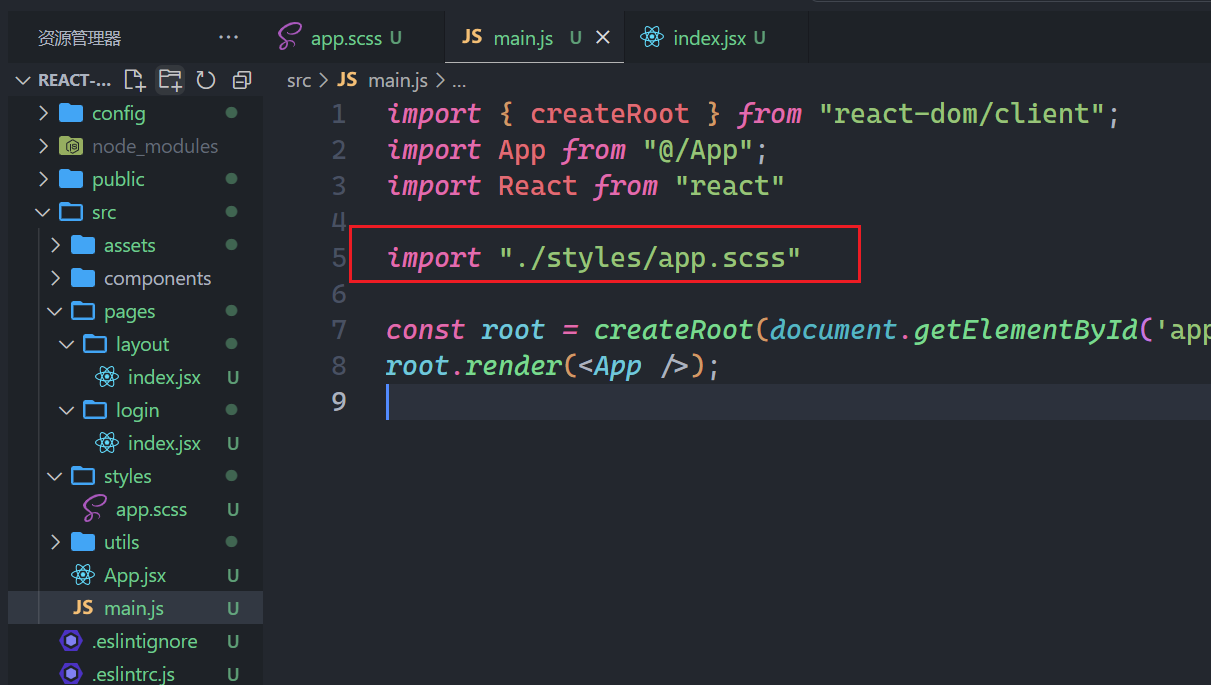 资源管理器 ...
app.scss U
JS main.js U
index.jsx U
REACT-...
src > JS main.js > ...
config
node_modules
public
src
assets
components
pages
layout
index.jsx U
login
index.jsx U
styles
app.scss U
utils
App.jsx U
JS main.js U
.eslintignore U
.eslintrc.js U
1 import { createRoot } from "react-dom/client";
2 import App from "@/App";
3 import React from "react"
4
5 import "./styles/app.scss"
6
7 const root = createRoot(document.getElementById('app
8 root.render(<App />);
9